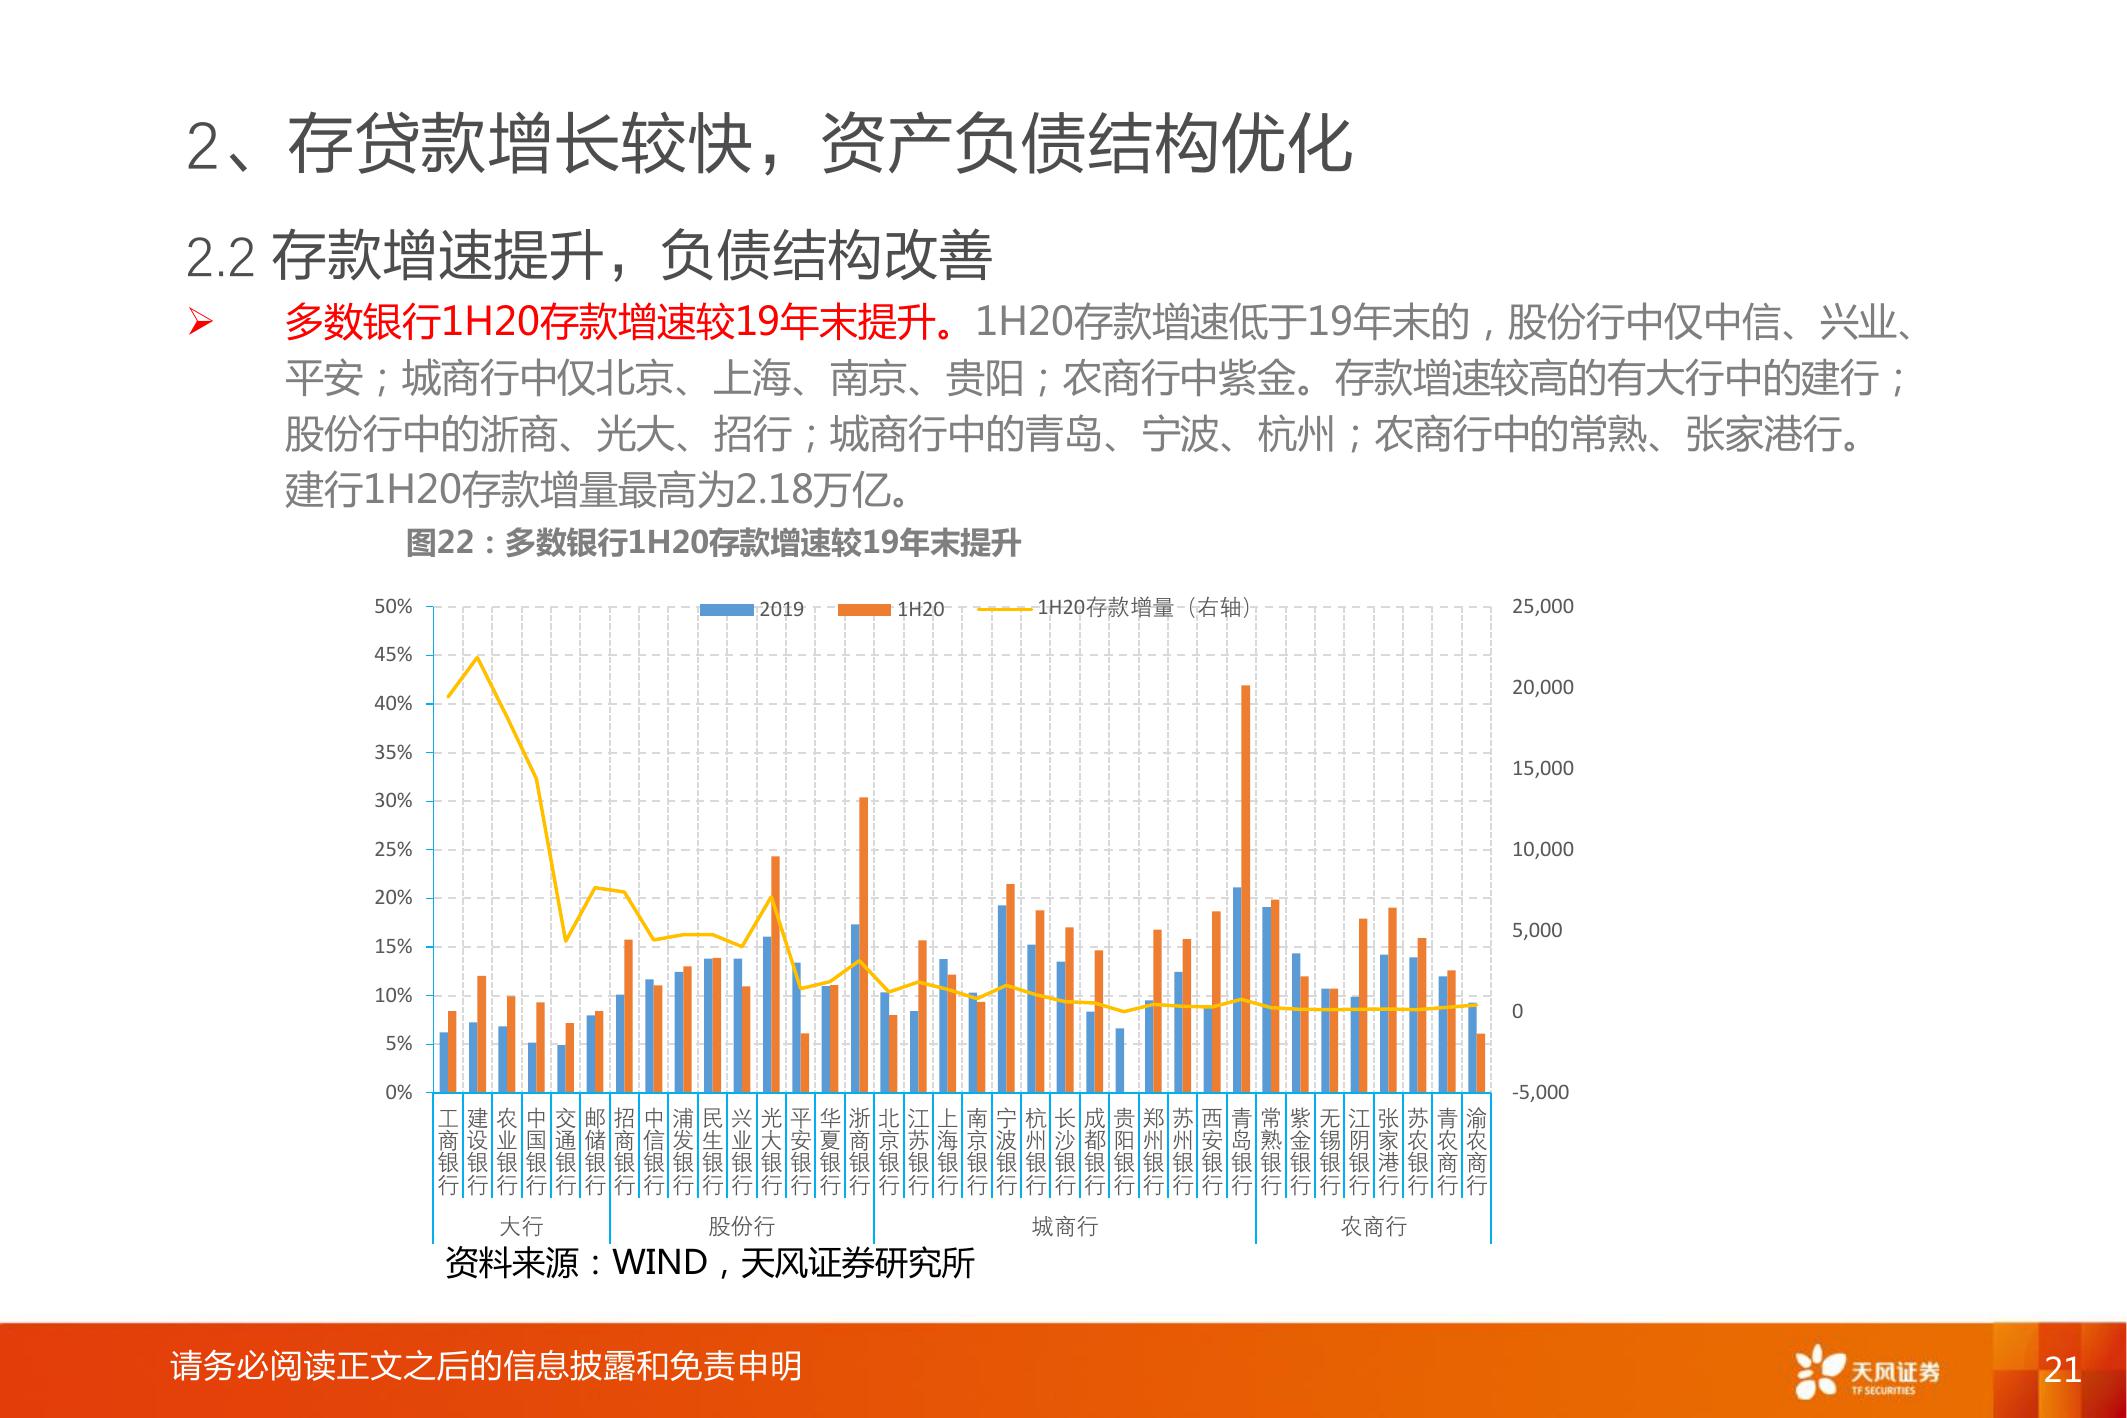 2、存贷款增长较快，资产负债结构优化
2.2 存款增速提升，负债结构改善
多数银行1H20存款增速较19年末提升。1H20存款增速低于19年末的，股份行中仅中信、兴业、
平安；城商行中仅北京、上海、南京、贵阳；农商行中紫金。存款增速较高的有大行中的建行；
股份行中的浙商、光大、招行；城商行中的青岛、宁波、杭州；农商行中的常熟、张家港行。
建行1H20存款增量最高为2.18万亿。
图22：多数银行1H20存款增速较19年末提升
2019
1H20
1H20存款增量（右轴）
50%
45%
40%
35%
30%
25%
20%
15%
10%
5%
0%
25,000
20,000
15,000
10,000
5,000
0
-5,000
工商银行
建设银行
农业银行
中国银行
交通银行
邮储银行
招商银行
中信银行
浦发银行
民生银行
兴业银行
光大银行
平安银行
华夏银行
浙商银行
北京银行
江苏银行
上海银行
南京银行
宁波银行
杭州银行
长沙银行
成都银行
贵阳银行
郑州银行
苏州银行
西安银行
青岛银行
常熟银行
紫金银行
无锡银行
江阴银行
张家港行
苏农银行
青农商行
渝农商行
大行
股份行
城商行
农商行
资料来源：WIND，天风证券研究所
请务必阅读正文之后的信息披露和免责申明
天风证券
TF SECURITIES
21